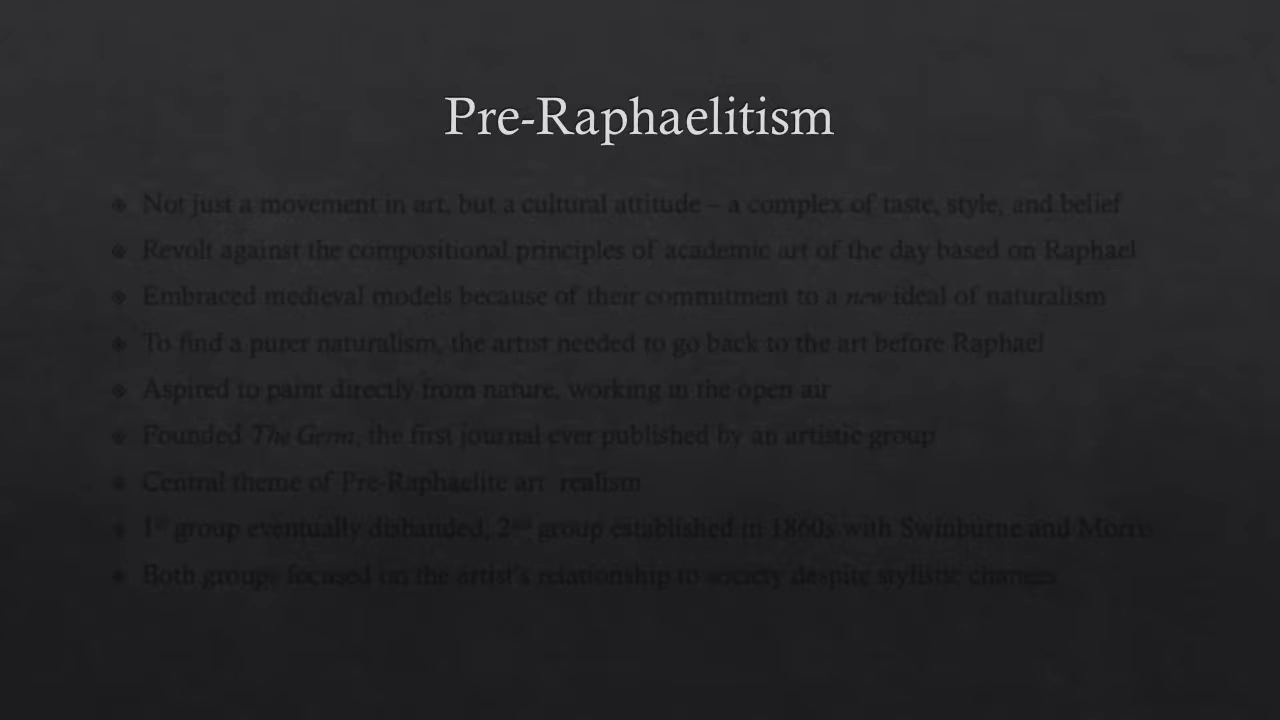 Pre-Raphaelitism
Not just a movement in art, but a cultural attitude – a complex of taste, style, and belief
Revolt against the compositional principles of academic art of the day based on Raphael
Embraced medieval models because of their commitment to a new ideal of naturalism
To find a purer naturalism, the artist needed to go back to the art before Raphael
Aspired to paint directly from nature, working in the open air
Founded The Germ, the first journal ever published by an artistic group
Central theme of Pre-Raphaelite art realism
1st group eventually disbanded, 2nd group established in 1860s with Swinburne and Morris
Both groups focused on the artist's relationship to society despite stylistic changes